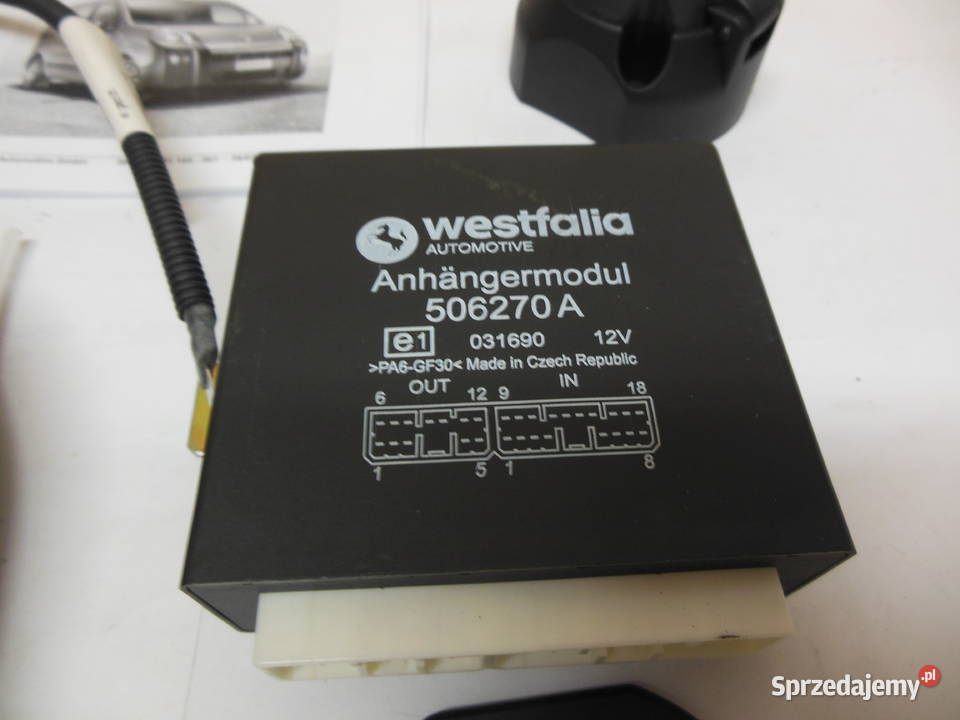 westfalia
AUTOMOTIVE
Anhängermodul
506270 A
e1 031690 12V
>PA6-GF30< Made in Czech Republic
OUT IN
6 12 9 18
1 5 1 8
Sprzedajemy.pl